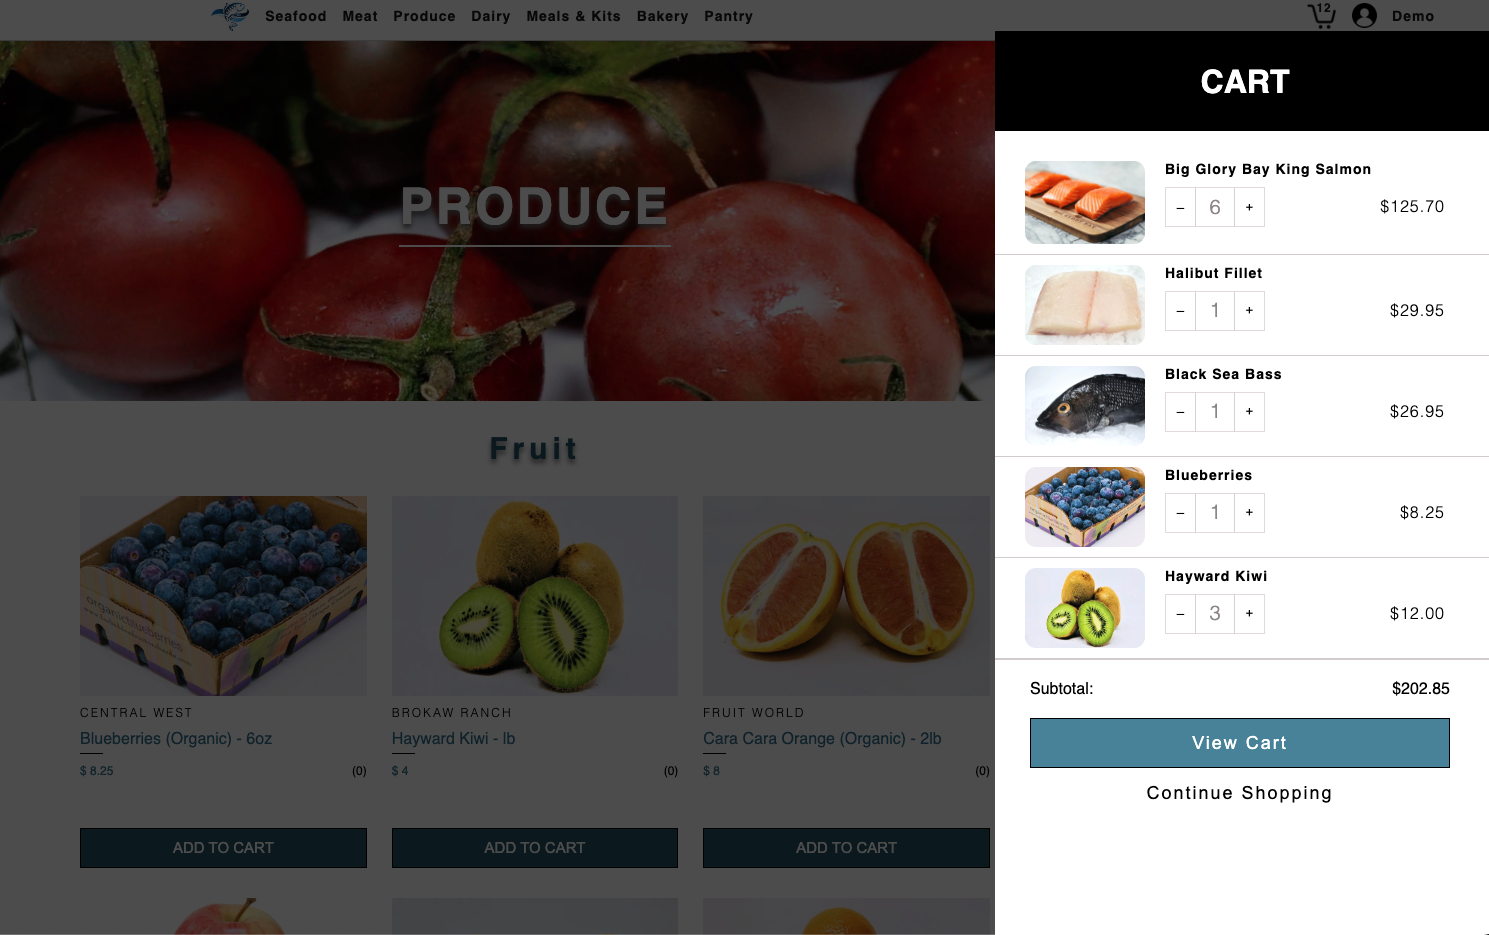 Seafood Meat Produce Dairy Meals & Kits Bakery Pantry
12
Demo
PRODUCE
Fruit
CENTRAL WEST
Blueberries (Organic) - 6oz
$ 8.25 (0)
ADD TO CART
BROKAW RANCH
Hayward Kiwi - lb
$ 4 (0)
ADD TO CART
FRUIT WORLD
Cara Cara Orange (Organic) - 2lb
$ 8 (0)
ADD TO CART
CART
Big Glory Bay King Salmon
− 6 + $125.70
Halibut Fillet
− 1 + $29.95
Black Sea Bass
− 1 + $26.95
Blueberries
− 1 + $8.25
Hayward Kiwi
− 3 + $12.00
Subtotal: $202.85
View Cart
Continue Shopping